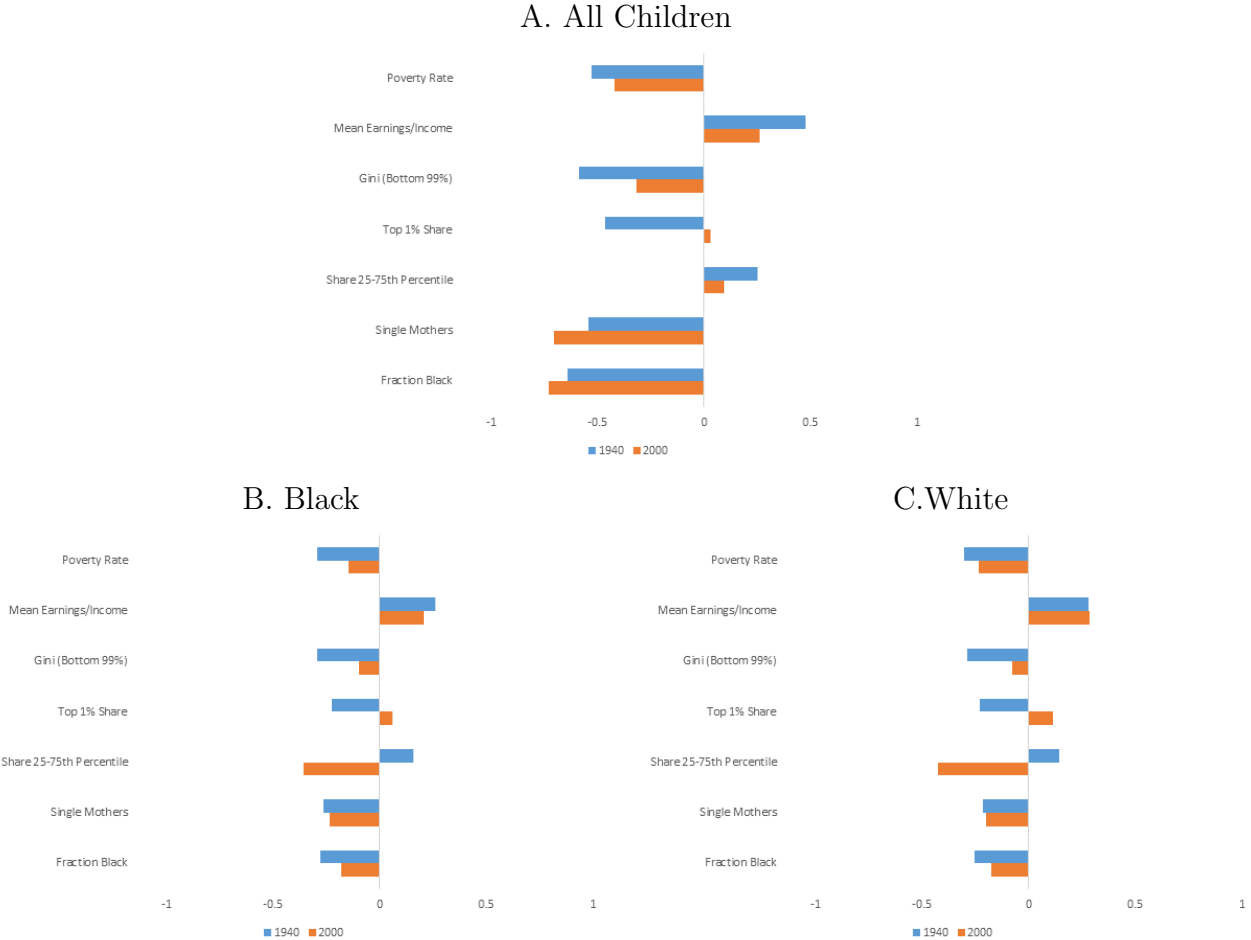 A. All Children
Poverty Rate
Mean Earnings/Income
Gini (Bottom 99%)
Top 1% Share
Share 25-75th Percentile
Single Mothers
Fraction Black
-1 -0.5 0 0.5 1
1940 2000
B. Black
Poverty Rate
Mean Earnings/Income
Gini (Bottom 99%)
Top 1% Share
Share 25-75th Percentile
Single Mothers
Fraction Black
-1 -0.5 0 0.5 1
1940 2000
C.White
Poverty Rate
Mean Earnings/Income
Gini (Bottom 99%)
Top 1% Share
Share 25-75th Percentile
Single Mothers
Fraction Black
-1 -0.5 0 0.5 1
1940 2000